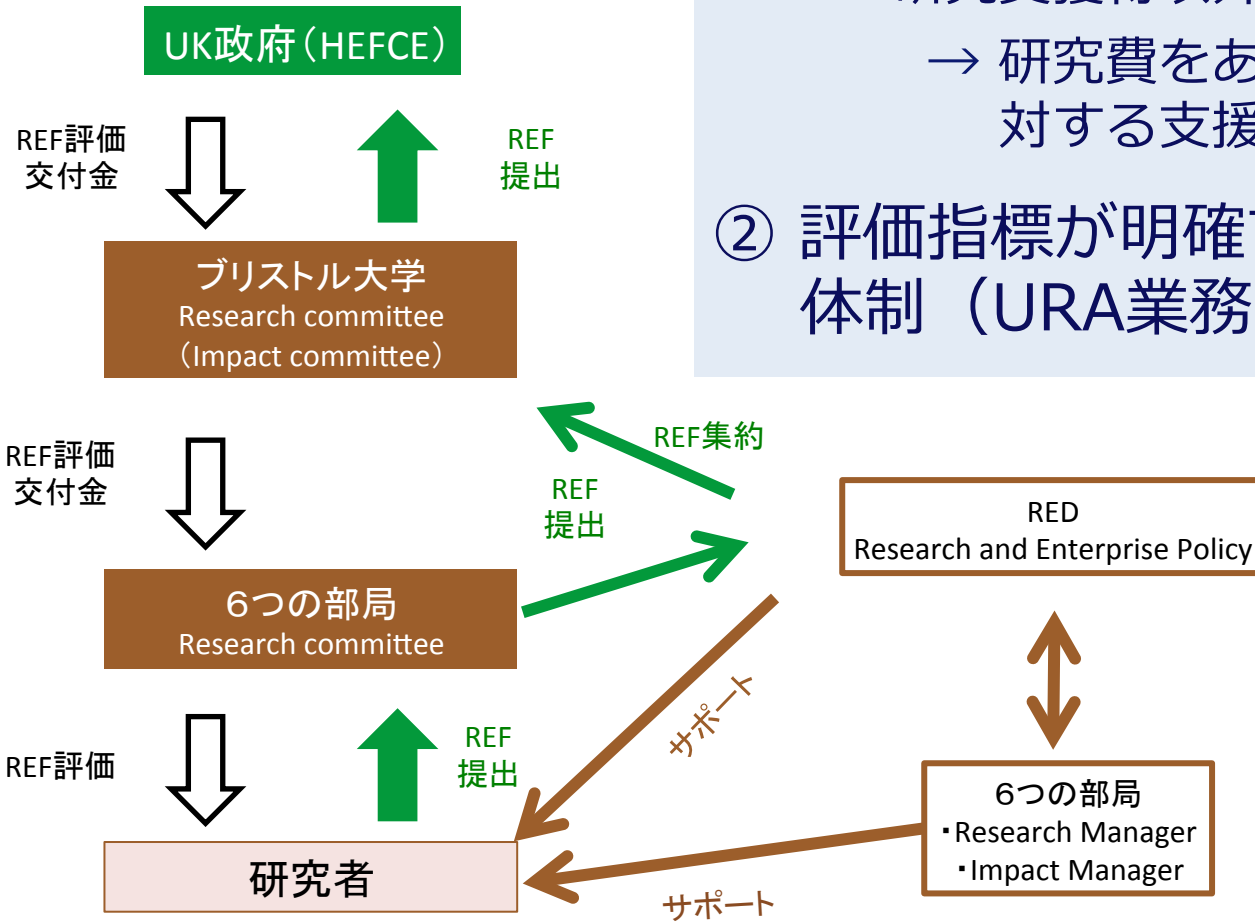 UK政府（HEFCE）
REF評価
交付金
REF
提出
ブリストル大学
Research committee
（Impact committee）
REF評価
交付金
REF集約
REF
提出
6つの部局
Research committee
REF評価
REF
提出
研究者
サポート
サポート
RED
Research and Enterprise Policy
6つの部局
・Research Manager
・Impact Manager
→ 研究費をあ
対する支援
② 評価指標が明確
体制（URA業務